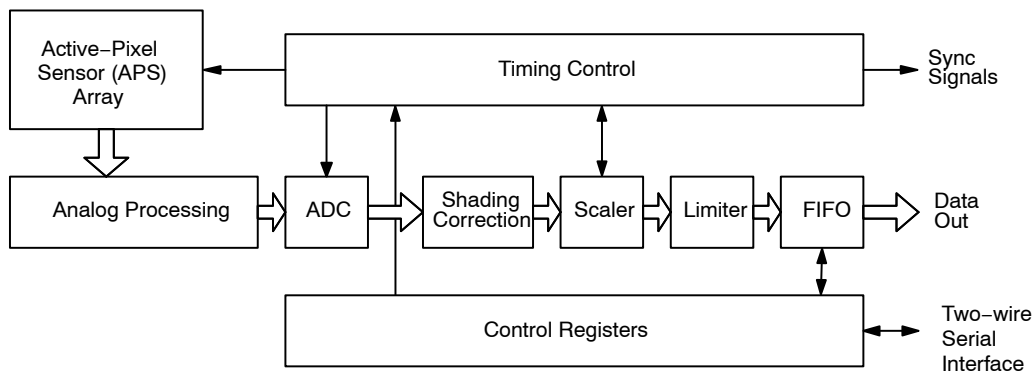 Active−Pixel
Sensor (APS)
Array
Timing Control
Sync
Signals
Analog Processing
ADC
Shading
Correction
Scaler
Limiter
FIFO
Data
Out
Control Registers
Two−wire
Serial
Interface